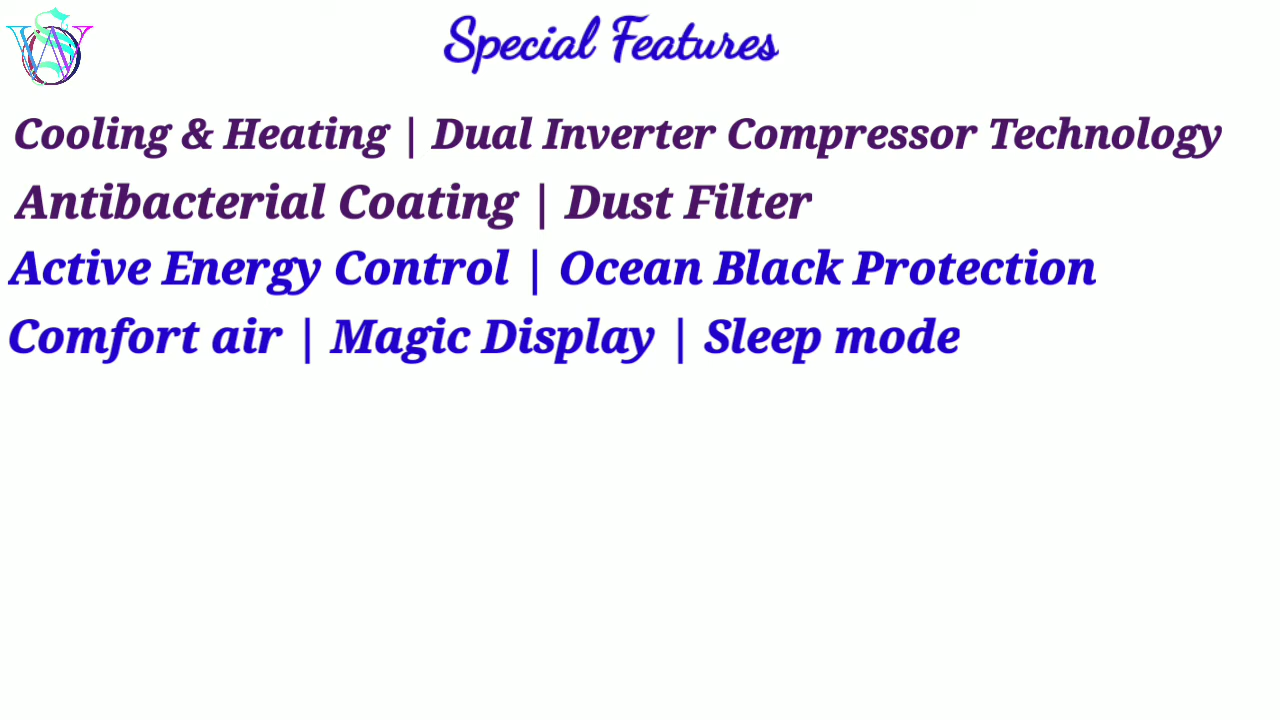 Special Features
Cooling & Heating | Dual Inverter Compressor Technology
Antibacterial Coating | Dust Filter
Active Energy Control | Ocean Black Protection
Comfort air | Magic Display | Sleep mode